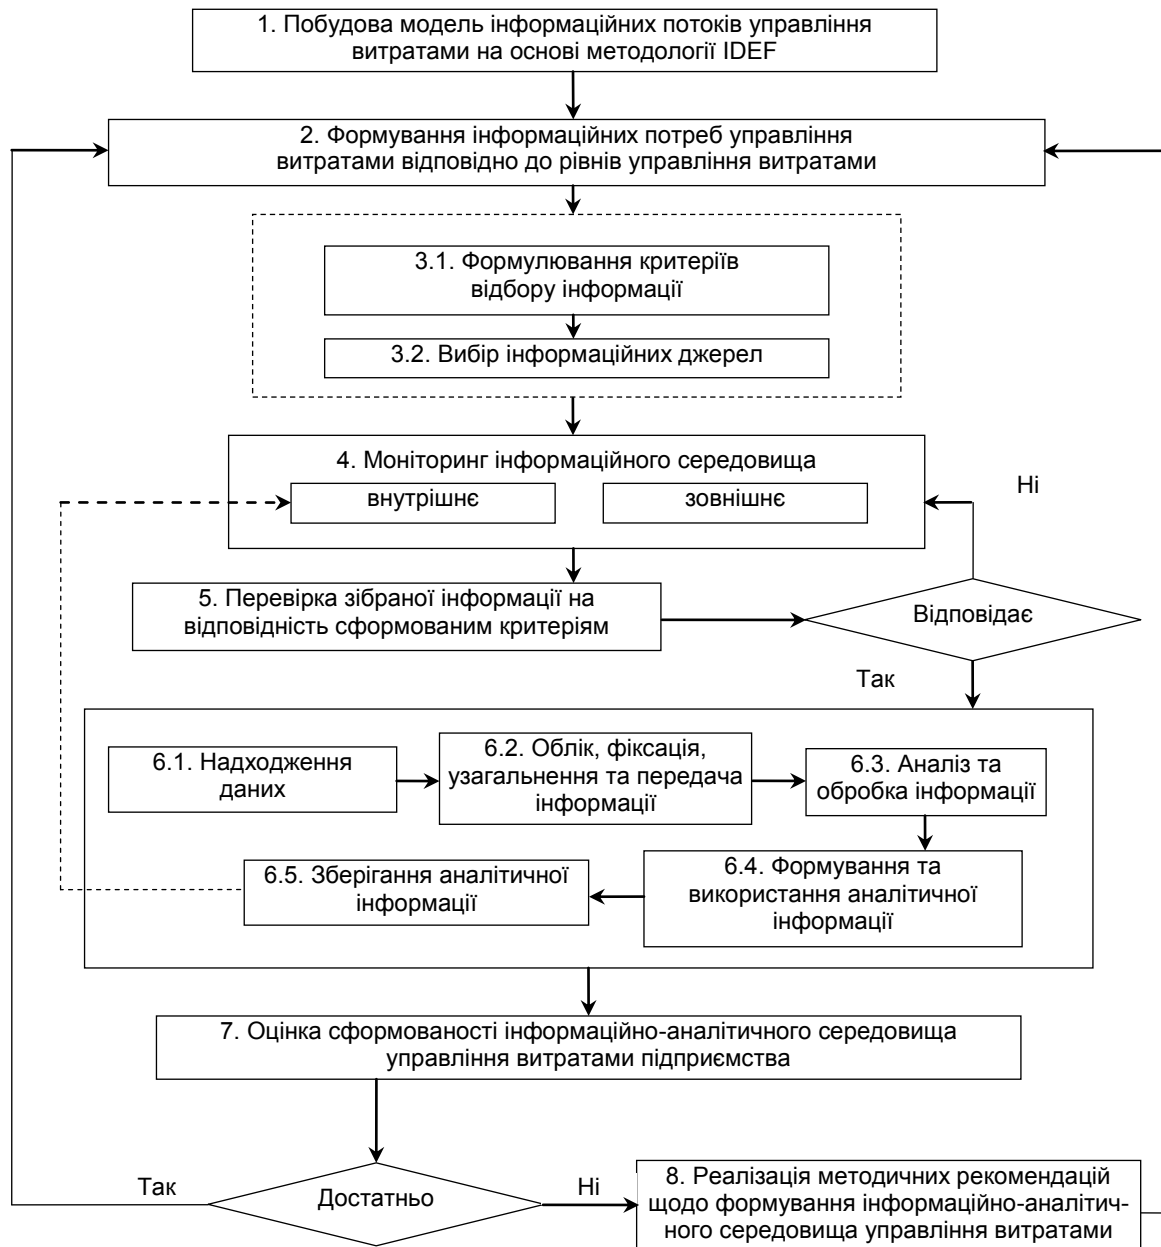 1. Побудова модель інформаційних потоків управління
витратами на основі методології IDEF
2. Формування інформаційних потреб управління
витратами відповідно до рівнів управління витратами
3.1. Формулювання критеріїв
відбору інформації
3.2. Вибір інформаційних джерел
4. Моніторинг інформаційного середовища
внутрішнє
зовнішнє
Ні
5. Перевірка зібраної інформації на
відповідність сформованим критеріям
Відповідає
Так
6.1. Надходження
даних
6.2. Облік, фіксація,
узагальнення та передача
інформації
6.3. Аналіз та
обробка інформації
6.4. Формування та
використання аналітичної
інформації
6.5. Зберігання аналітичної
інформації
7. Оцінка сформованості інформаційно-аналітичного середовища
управління витратами підприємства
Так
Достатньо
Ні
8. Реалізація методичних рекомендацій
щодо формування інформаційно-аналітич-
ного середовища управління витратами